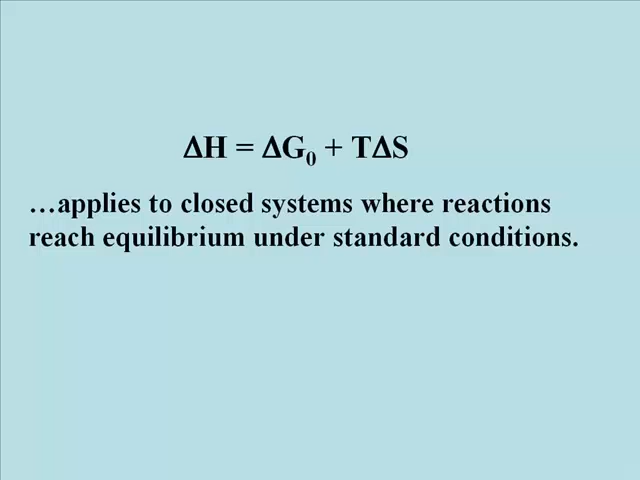 ΔH = ΔG₀ + TΔS
…applies to closed systems where reactions
reach equilibrium under standard conditions.